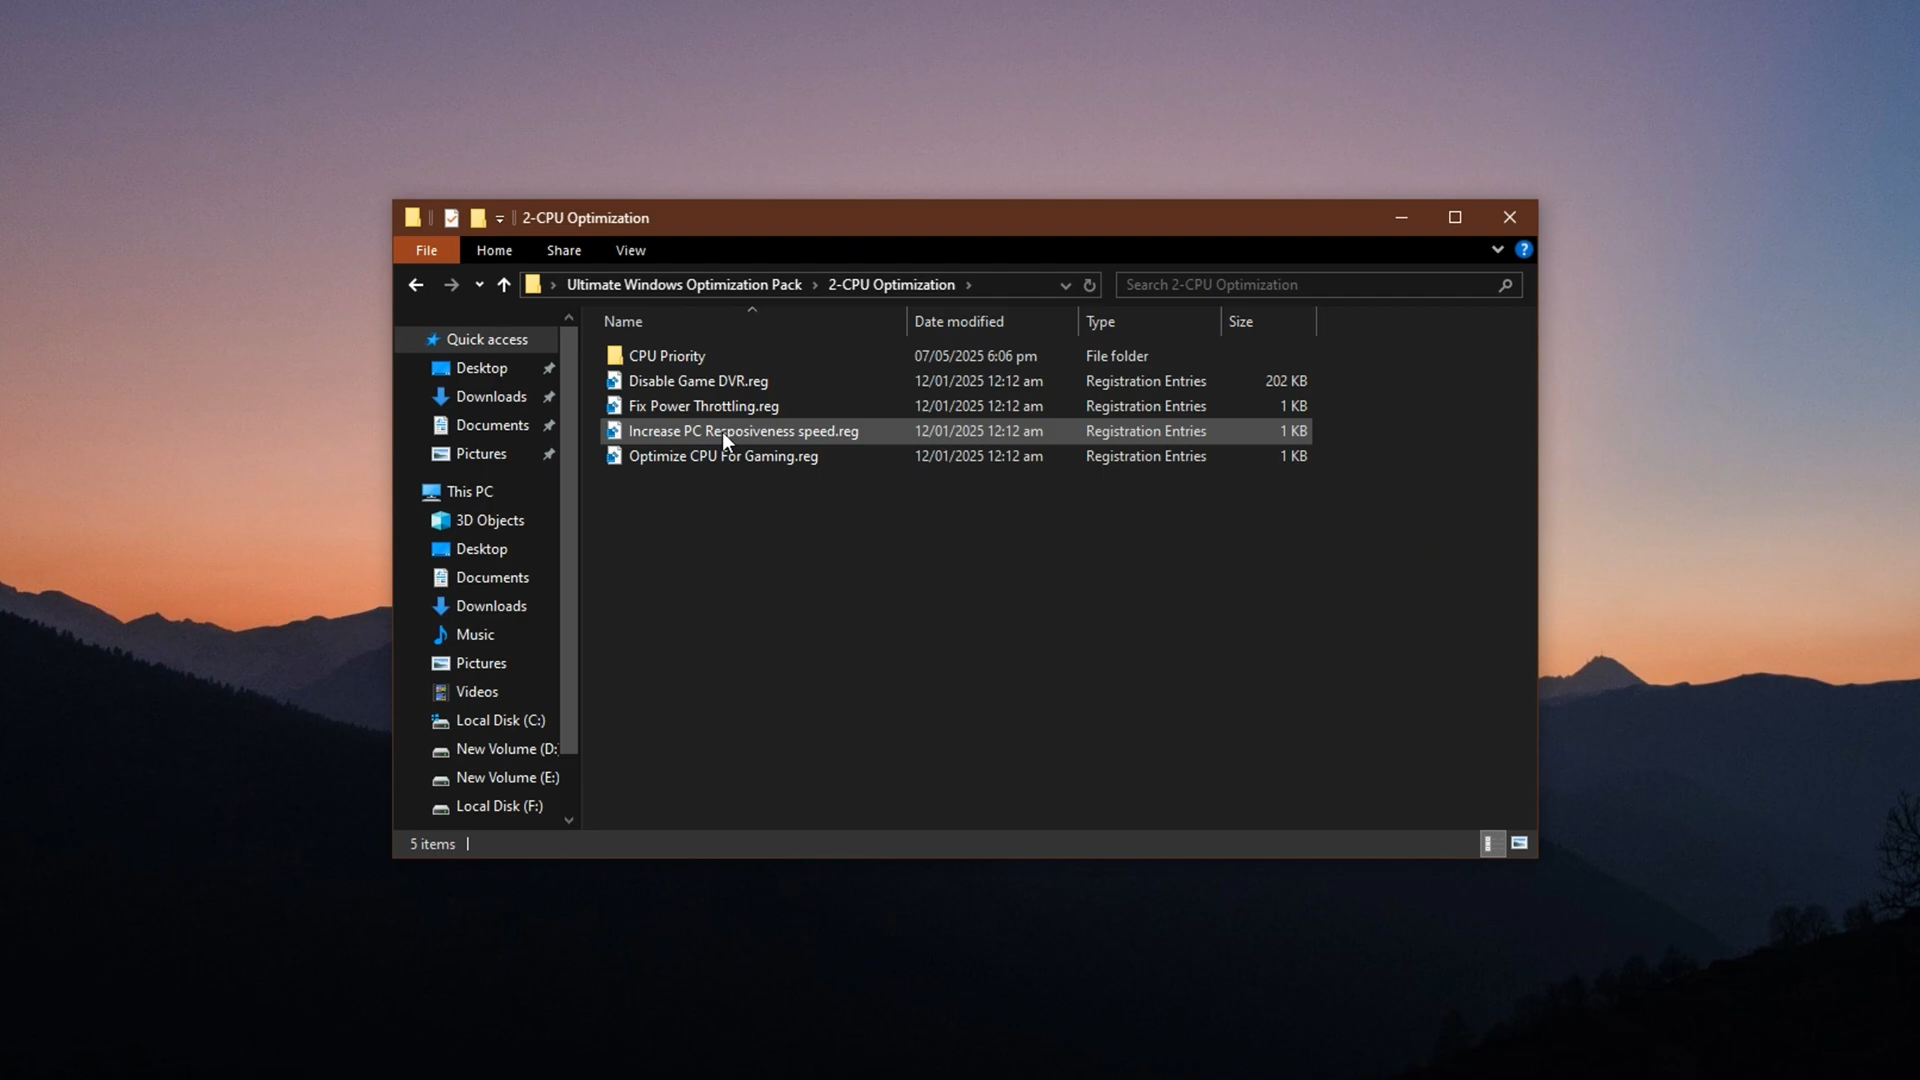 2-CPU Optimization
File Home Share View
Ultimate Windows Optimization Pack 2-CPU Optimization Search 2-CPU Optimization
Name Date modified Type Size
CPU Priority 07/05/2025 6:06 pm File folder
Disable Game DVR.reg 12/01/2025 12:12 am Registration Entries 202 KB
Fix Power Throttling.reg 12/01/2025 12:12 am Registration Entries 1 KB
Increase PC Resposiveness speed.reg 12/01/2025 12:12 am Registration Entries 1 KB
Optimize CPU For Gaming.reg 12/01/2025 12:12 am Registration Entries 1 KB
Quick access
Desktop
Downloads
Documents
Pictures
This PC
3D Objects
Desktop
Documents
Downloads
Music
Pictures
Videos
Local Disk (C:)
New Volume (D:
New Volume (E:)
Local Disk (F:)
5 items